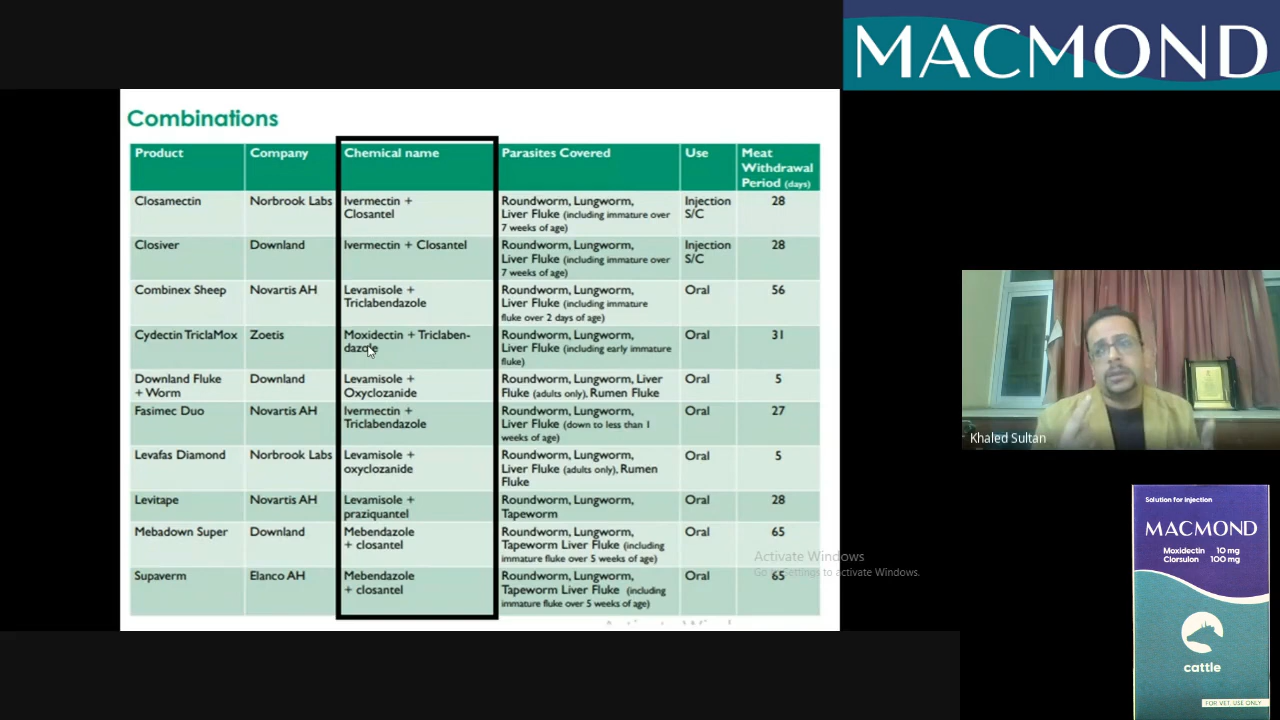 MACMOND
Combinations
Product Company Chemical name Parasites Covered Use Meat
Withdrawal
Period (days)
Closamectin Norbrook Labs Ivermectin + Roundworm, Lungworm, Injection 28
Closantel Liver Fluke (including immature over S/C
7 weeks of age)
Closiver Downland Ivermectin + Closantel Roundworm, Lungworm, Injection 28
Liver Fluke (including immature over S/C
7 weeks of age)
Combinex Sheep Novartis AH Levamisole + Roundworm, Lungworm, Oral 56
Triclabendazole Liver Fluke (including immature
fluke over 2 days of age)
Cydectin TriclaMox Zoetis Moxidectin + Triclaben- Roundworm, Lungworm, Oral 31
dazole Liver Fluke (including early immature
fluke)
Downland Fluke Downland Levamisole + Roundworm, Lungworm, Liver Oral 5
+ Worm Oxyclozanide Fluke (adults only), Rumen Fluke
Fasimec Duo Novartis AH Ivermectin + Roundworm, Lungworm, Oral 27
Triclabendazole Liver Fluke (down to less than 1
weeks of age)
Levafas Diamond Norbrook Labs Levamisole + Roundworm, Lungworm, Oral 5
oxyclozanide Liver Fluke (adults only), Rumen
Fluke
Levitape Novartis AH Levamisole + Roundworm, Lungworm, Oral 28
praziquantel Tapeworm
Mebadown Super Downland Mebendazole Roundworm, Lungworm, Oral 65
+ closantel Tapeworm Liver Fluke (including
immature fluke over 5 weeks of age)
Supaverm Elanco AH Mebendazole Roundworm, Lungworm, Oral 65
+ closantel Tapeworm Liver Fluke (including
immature fluke over 5 weeks of age)
Activate Windows
Go to Settings to activate Windows.
Khaled Sultan
Solution for Injection
MACMOND
Moxidectin 10 mg
Clorsulon 100 mg
cattle
FOR VET. USE ONLY